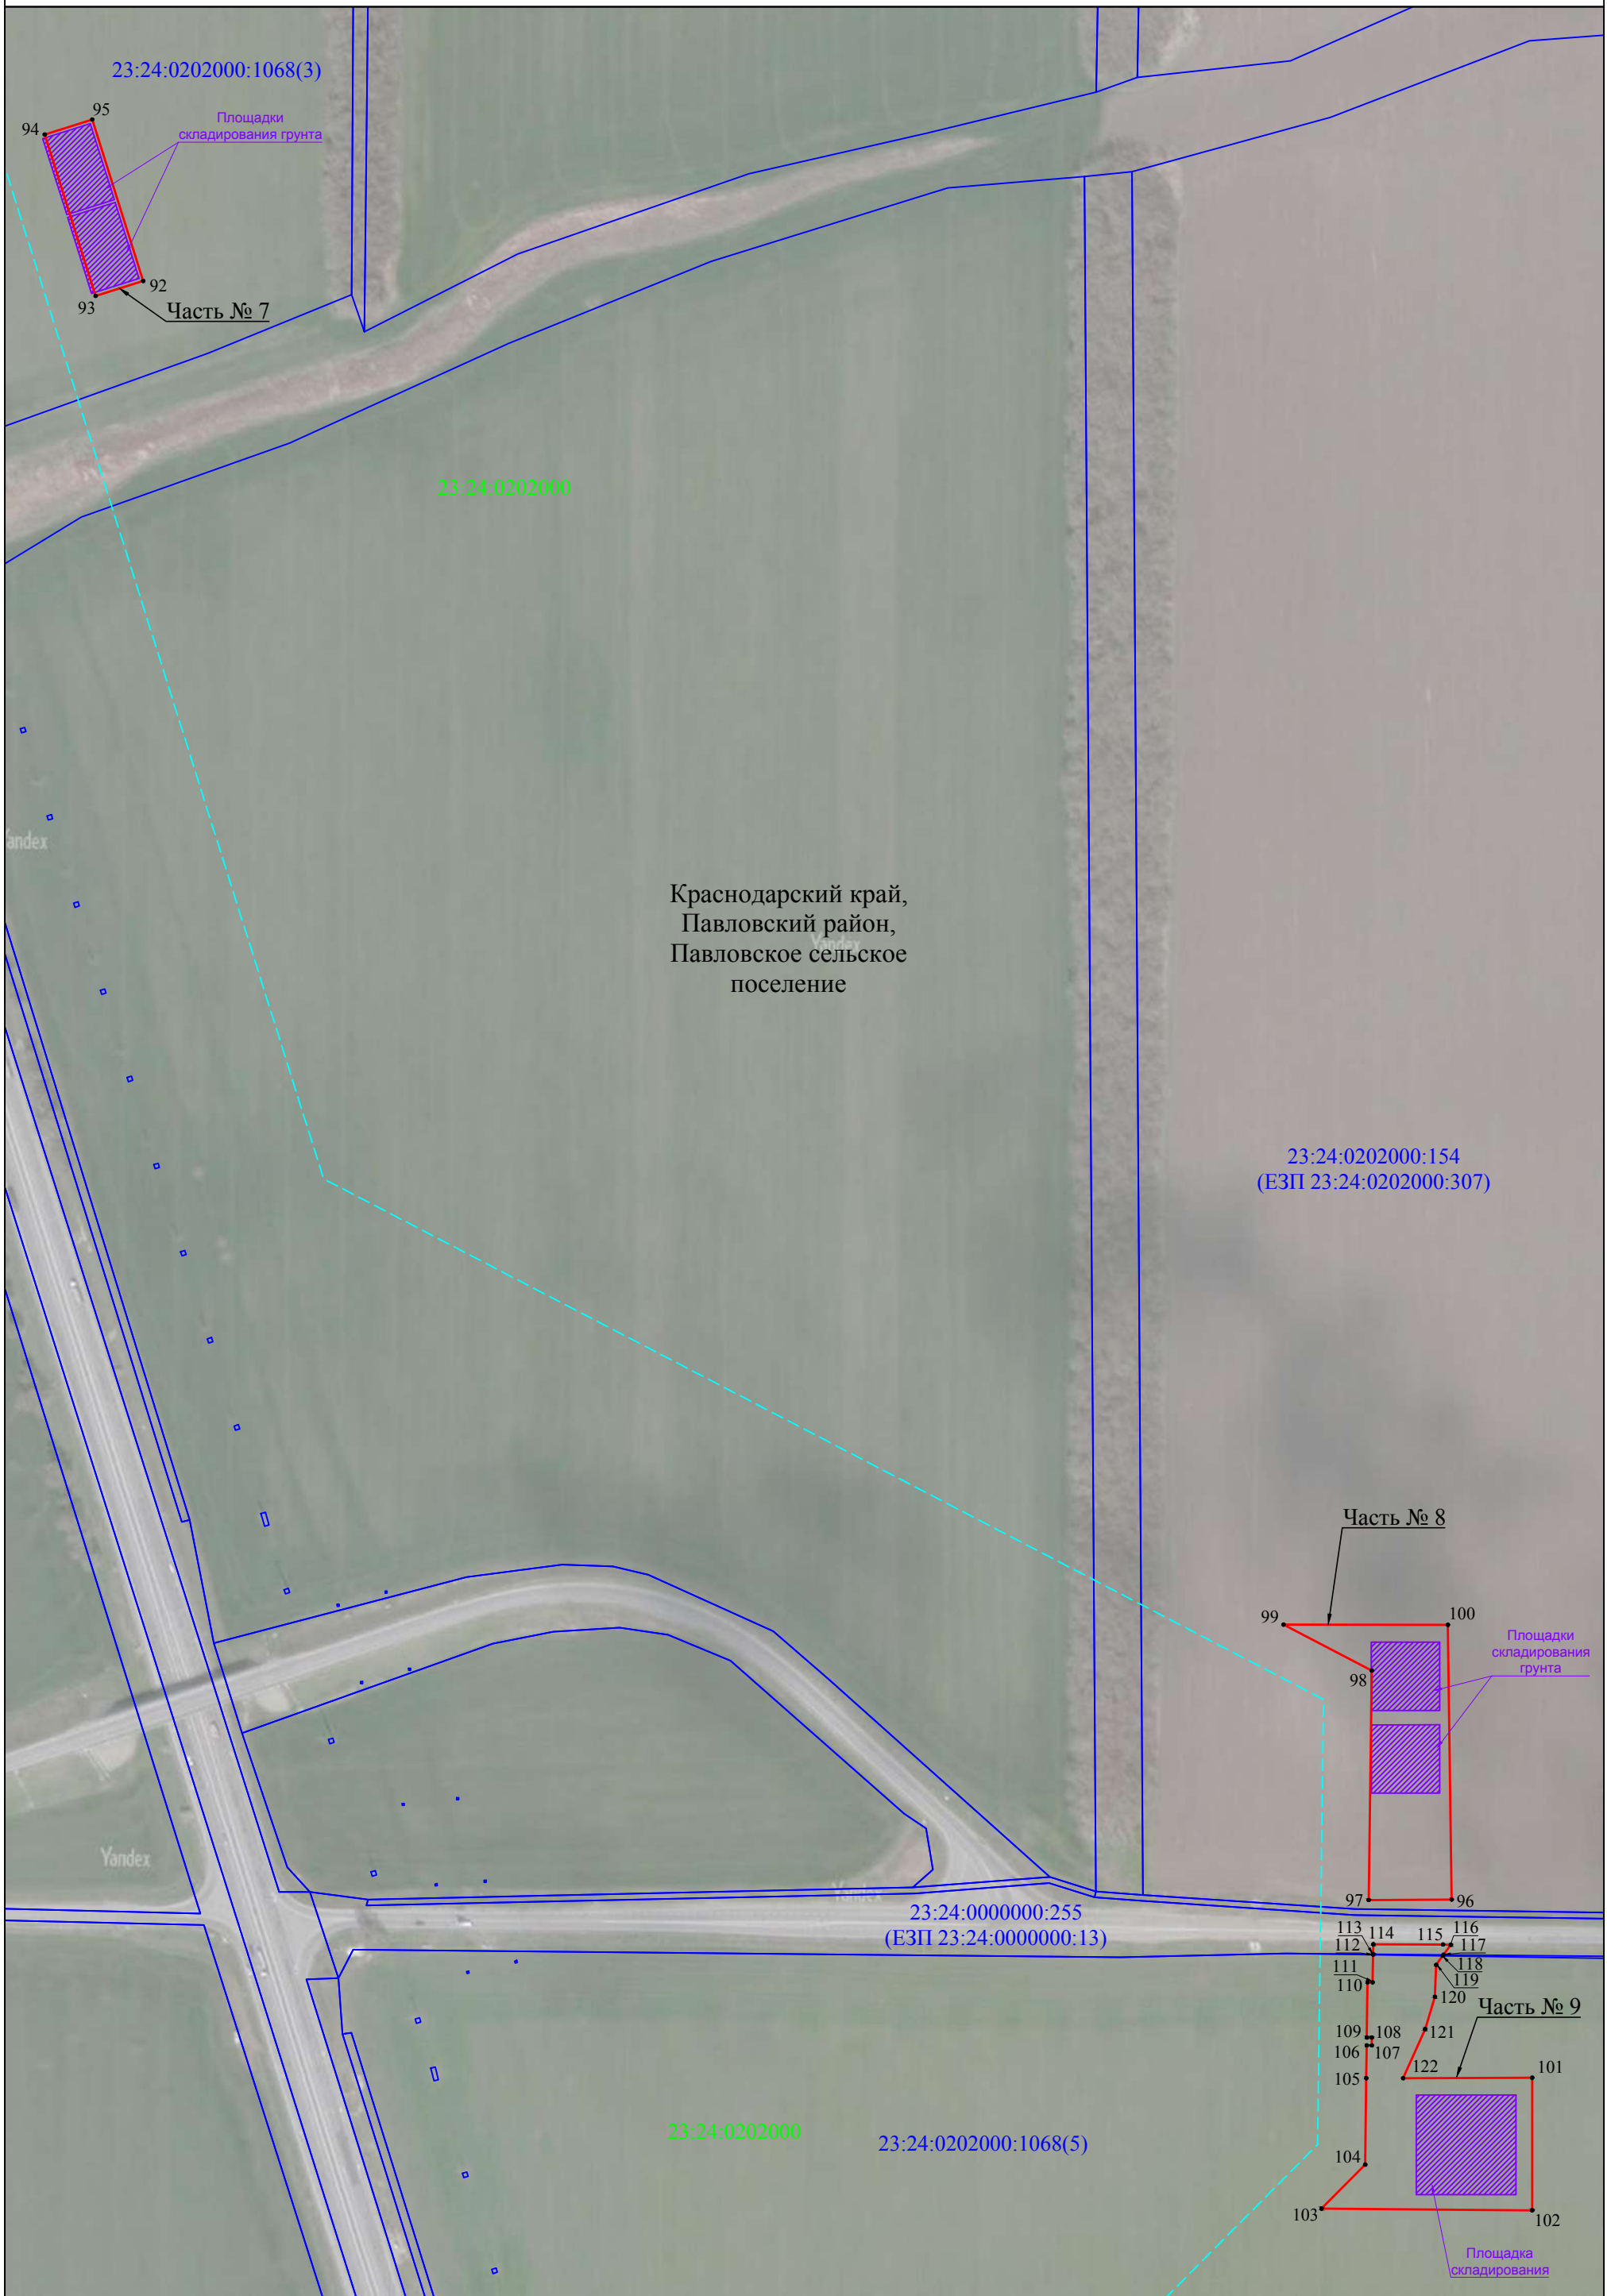 23:24:0202000:1068(3)
95
94
Площадки
складирования грунта
92
93
Часть № 7
23:24:0202000
Yandex
Краснодарский край,
Павловский район,
Yandex
Павловское сельское
поселение
23:24:0202000:154
(ЕЗП 23:24:0202000:307)
Часть № 8
99
100
Площадки
складирования
грунта
98
Yandex
Yandex
97
96
23:24:0000000:255
(ЕЗП 23:24:0000000:13)
113
114
115
116
112
117
118
111
119
110
120
Часть № 9
109
108
121
106
107
122
101
105
23:24:0202000
23:24:0202000:1068(5)
104
103
102
Площадка
складирования